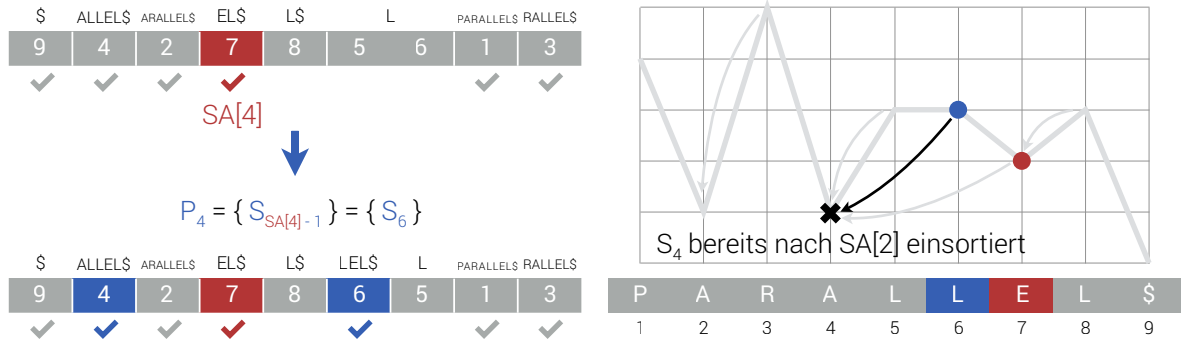 $ ALLEL$ ARALLEL$ EL$ L$ L PARALLEL$ RALLEL$
9 4 2 7 8 5 6 1 3
SA[4]
P4 = { SSA[4] - 1 } = { S6 }
$ ALLEL$ ARALLEL$ EL$ L$ LEL$ L PARALLEL$ RALLEL$
9 4 2 7 8 6 5 1 3
S4 bereits nach SA[2] einsortiert
P A R A L L E L $
1 2 3 4 5 6 7 8 9